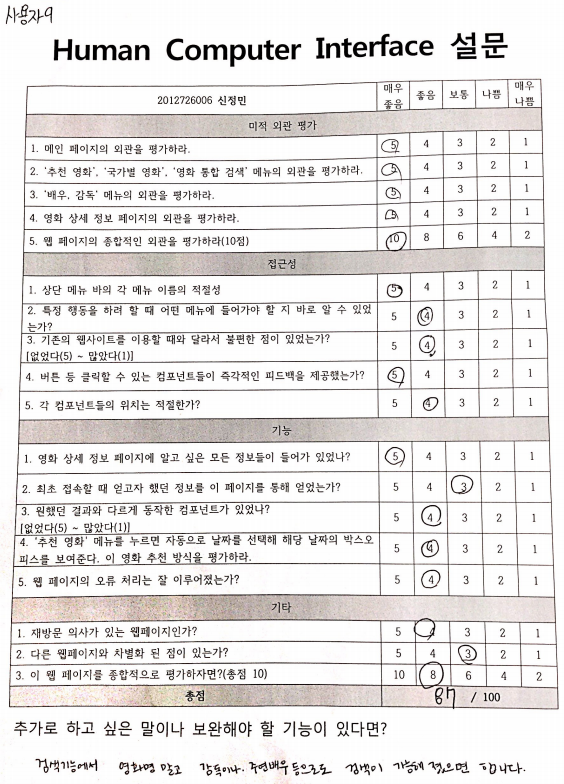 사용자9
Human Computer Interface 설문
2012726006 신정민 매우 좋음 좋음 보통 나쁨 매우 나쁨
미적 외관 평가
1. 메인 페이지의 외관을 평가하라. 5 4 3 2 1
2. '추천 영화', '국가별 영화', '영화 통합 검색' 메뉴의 외관을 평가하라. 5 4 3 2 1
3. '배우, 감독' 메뉴의 외관을 평가하라. 5 4 3 2 1
4. 영화 상세 정보 페이지의 외관을 평가하라. 5 4 3 2 1
5. 웹 페이지의 종합적인 외관을 평가하라(10점) 10 8 6 4 2
접근성
1. 상단 메뉴 바의 각 메뉴 이름의 적절성 5 4 3 2 1
2. 특정 행동을 하려 할 때 어떤 메뉴에 들어가야 할 지 바로 알 수 있었
는가? 5 4 3 2 1
3. 기존의 웹사이트를 이용할 때와 달라서 불편한 점이 있었는가?
[없었다(5) ~ 많았다(1)] 5 4 3 2 1
4. 버튼 등 클릭할 수 있는 컴포넌트들이 즉각적인 피드백을 제공했는가? 5 4 3 2 1
5. 각 컴포넌트들의 위치는 적절한가? 5 4 3 2 1
기능
1. 영화 상세 정보 페이지에 알고 싶은 모든 정보들이 들어가 있었나? 5 4 3 2 1
2. 최초 접속할 때 얻고자 했던 정보를 이 페이지를 통해 얻었는가? 5 4 3 2 1
3. 원했던 결과와 다르게 동작한 컴포넌트가 있었나?
[없었다(5) ~ 많았다(1)] 5 4 3 2 1
4. '추천 영화' 메뉴를 누르면 자동으로 날짜를 선택해 해당 날짜의 박스오
피스를 보여준다. 이 영화 추천 방식을 평가하라. 5 4 3 2 1
5. 웹 페이지의 오류 처리는 잘 이루어졌는가? 5 4 3 2 1
기타
1. 재방문 의사가 있는 웹페이지인가? 5 4 3 2 1
2. 다른 웹페이지와 차별화 된 점이 있는가? 5 4 3 2 1
3. 이 웹 페이지를 종합적으로 평가하자면?(총점 10) 10 8 6 4 2
총점 87 / 100
추가로 하고 싶은 말이나 보완해야 할 기능이 있다면?
검색기능에서 영화명 말고 감독이나. 주연배우 등으로도 검색이 가능해 졌으면 합니다.